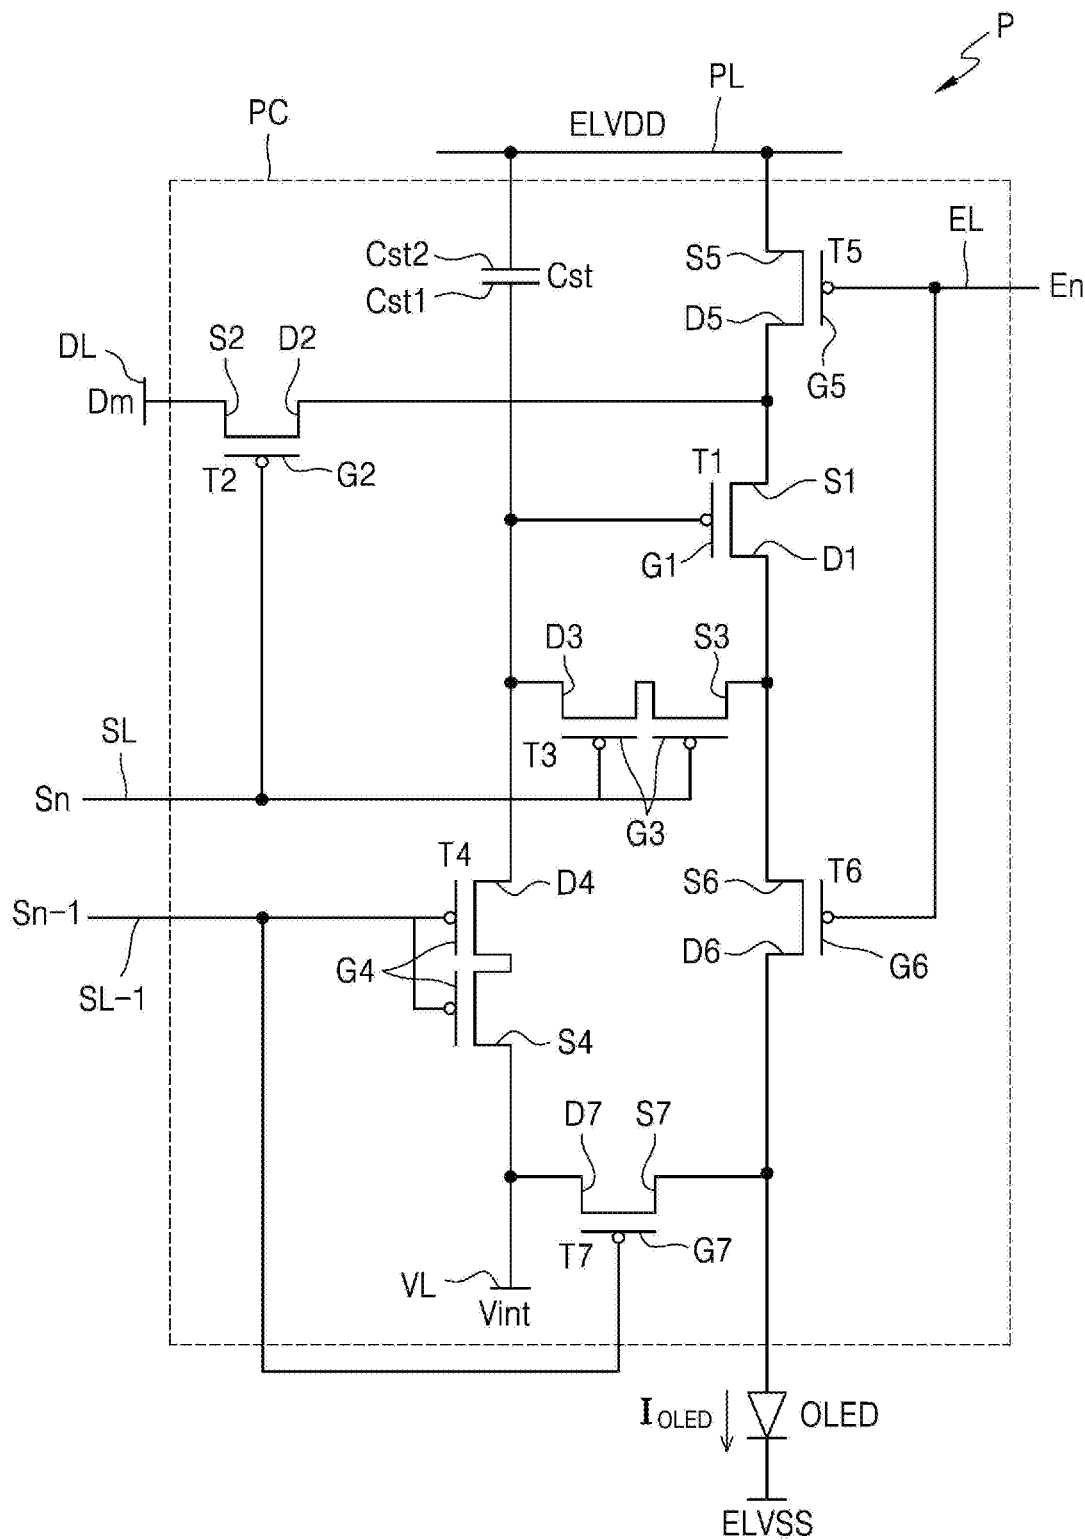 P
PL
PC
ELVDD
EL
Cst2
Cst
Cst1
S5
T5
En
D5
G5
DL
S2
D2
Dm
T2
G2
T1
S1
G1
D1
D3
S3
SL
T3
Sn
G3
T4
D4
S6
T6
Sn-1
G4
D6
G6
SL-1
S4
D7
S7
T7
G7
VL
Vint
IOLED
OLED
ELVSS